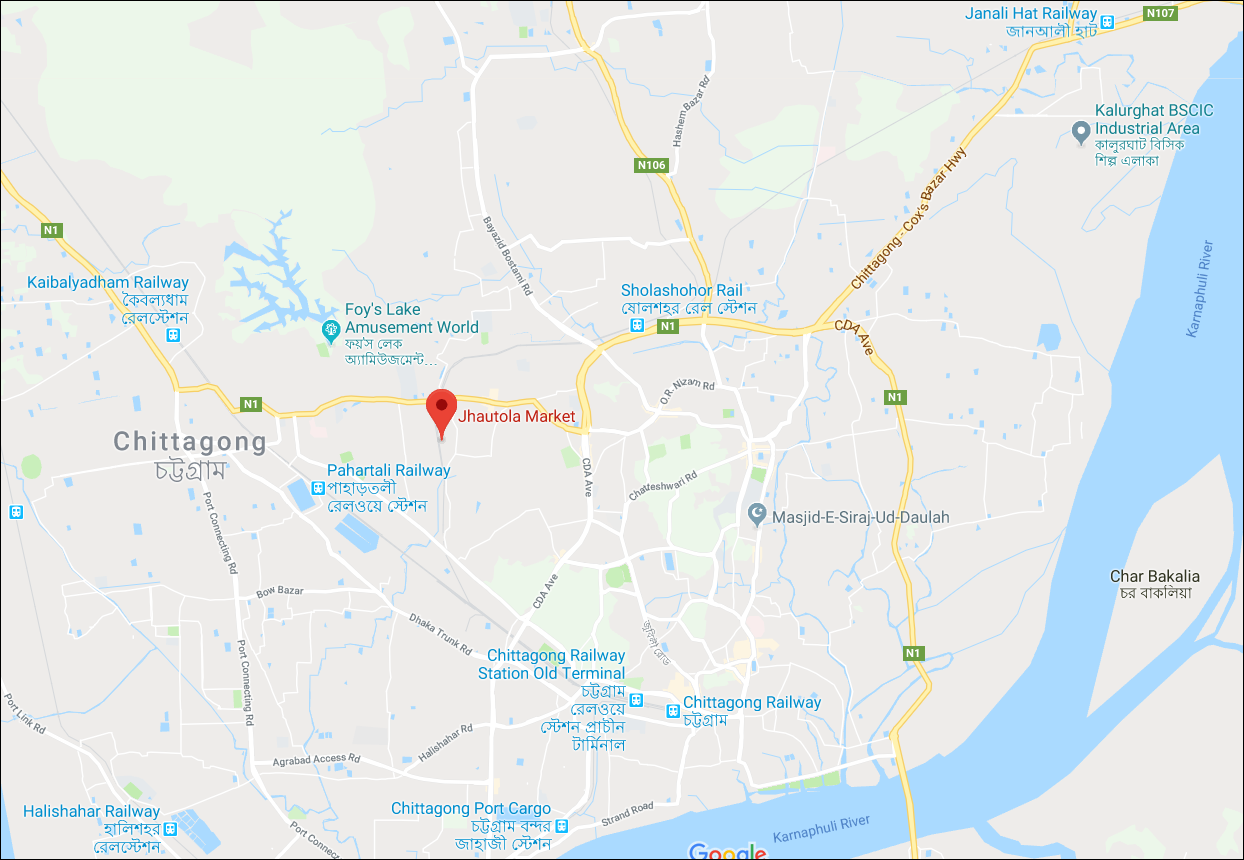 Janali Hat Railway
জানআলী হাট
N107
Kalurghat BSCIC
Industrial Area
কালুরঘাট বিসিক
শিল্প এলাকা
Hashem Bazar Rd
N106
Chittagong - Cox's Bazar Hwy
N1
Bayazid Bostami Rd
Karnaphuli River
Kaibalyadham Railway
কৈবল্যধাম
রেলস্টেশন
Sholashohor Rail
ষোলশহর রেল স্টেশন
N1
Foy's Lake
Amusement World
ফয়'স লেক
অ্যামিউজমেন্ট...
CDA Ave
O.R. Nizam Rd
N1
N1
Jhautola Market
Chittagong
চট্টগ্রাম
Pahartali Railway
পাহাড়তলী
রেলওয়ে স্টেশন
CDA Ave
Chatteshwari Rd
Masjid-E-Siraj-Ud-Daulah
Port Connecting Rd
Char Bakalia
চর বাকলিয়া
Bow Bazar
CDA Ave
Dhaka Trunk Rd
জুবিলী রোড
N1
Chittagong Railway
Station Old Terminal
চট্টগ্রাম
রেলওয়ে
স্টেশন প্রাচীন
টার্মিনাল
Port Connecting Rd
Chittagong Railway
চট্টগ্রাম
Port Link Rd
Halishahar Rd
Agrabad Access Rd
Halishahar Railway
হালিশহর
রেলস্টেশন
Chittagong Port Cargo
চট্টগ্রাম বন্দর
জাহাজী স্টেশন
Strand Road
Port Connec
Karnaphuli River
Google